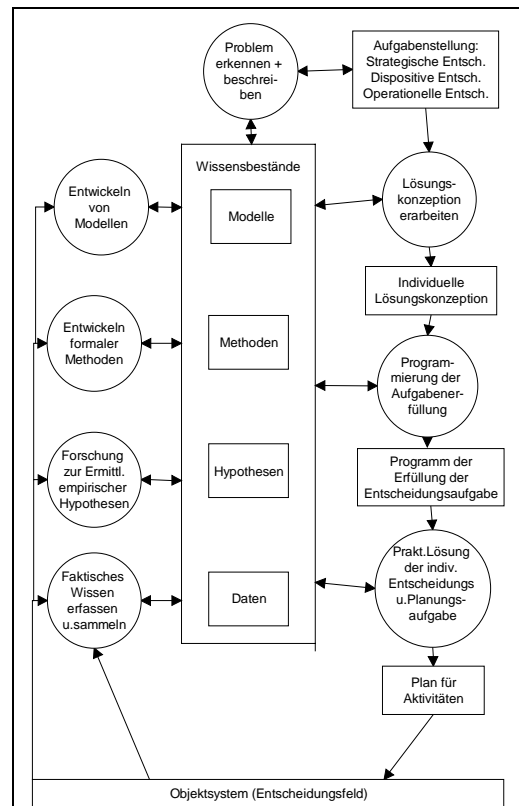 Problem
erkennen +
beschrei-
ben
Aufgabenstellung:
Strategische Entsch.
Dispositive Entsch.
Operationelle Entsch.
Wissensbestände
Entwickeln
von
Modellen
Modelle
Lösungs-
konzeption
erarbeiten
Individuelle
Lösungskonzeption
Entwickeln
formaler
Methoden
Methoden
Program-
mierung der
Aufgabener-
füllung
Forschung
zur Ermittl.
empirischer
Hypothesen
Hypothesen
Programm der
Erfüllung der
Entscheidungsaufgabe
Faktisches
Wissen
erfassen
u.sammeln
Daten
Prakt.Lösung
der indiv.
Entscheidungs
u.Planungs-
aufgabe
Plan für
Aktivitäten
Objektsystem (Entscheidungsfeld)